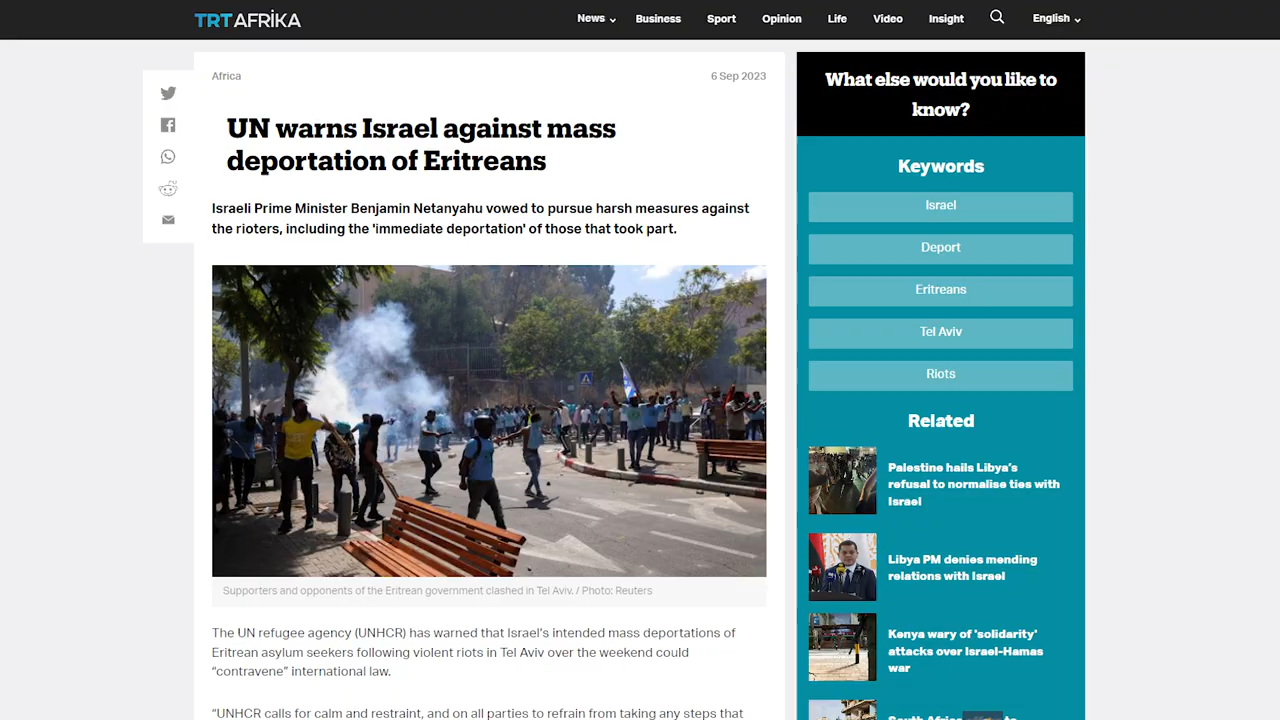 TRT AFRİKA
News
Business
Sport
Opinion
Life
Video
Insight
English
Africa
6 Sep 2023
UN warns Israel against mass
deportation of Eritreans
Israeli Prime Minister Benjamin Netanyahu vowed to pursue harsh measures against
the rioters, including the 'immediate deportation' of those that took part.
Supporters and opponents of the Eritrean government clashed in Tel Aviv. / Photo: Reuters
The UN refugee agency (UNHCR) has warned that Israel's intended mass deportations of
Eritrean asylum seekers following violent riots in Tel Aviv over the weekend could
“contravene” international law.
“UNHCR calls for calm and restraint, and on all parties to refrain from taking any steps that
What else would you like to
know?
Keywords
Israel
Deport
Eritreans
Tel Aviv
Riots
Related
Palestine hails Libya's
refusal to normalise ties with
Israel
Libya PM denies mending
relations with Israel
Kenya wary of 'solidarity'
attacks over Israel-Hamas
war